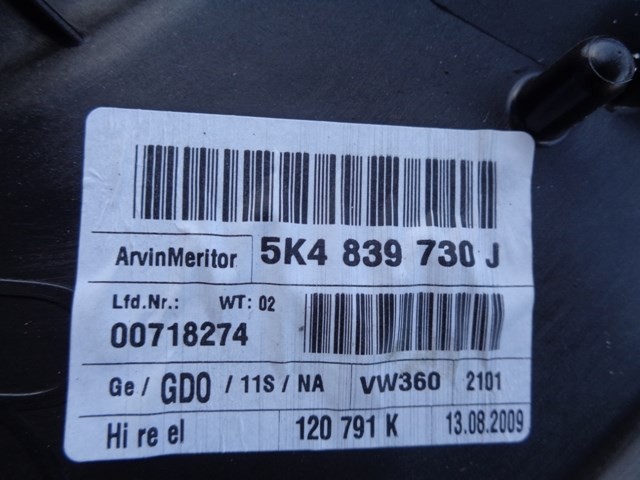 ArvinMeritor 5K4 839 730 J
Lfd.Nr.: WT: 02
00718274
Ge / GDO / 11S / NA VW360 2101
Hi re el 120 791 K 13.08.2009